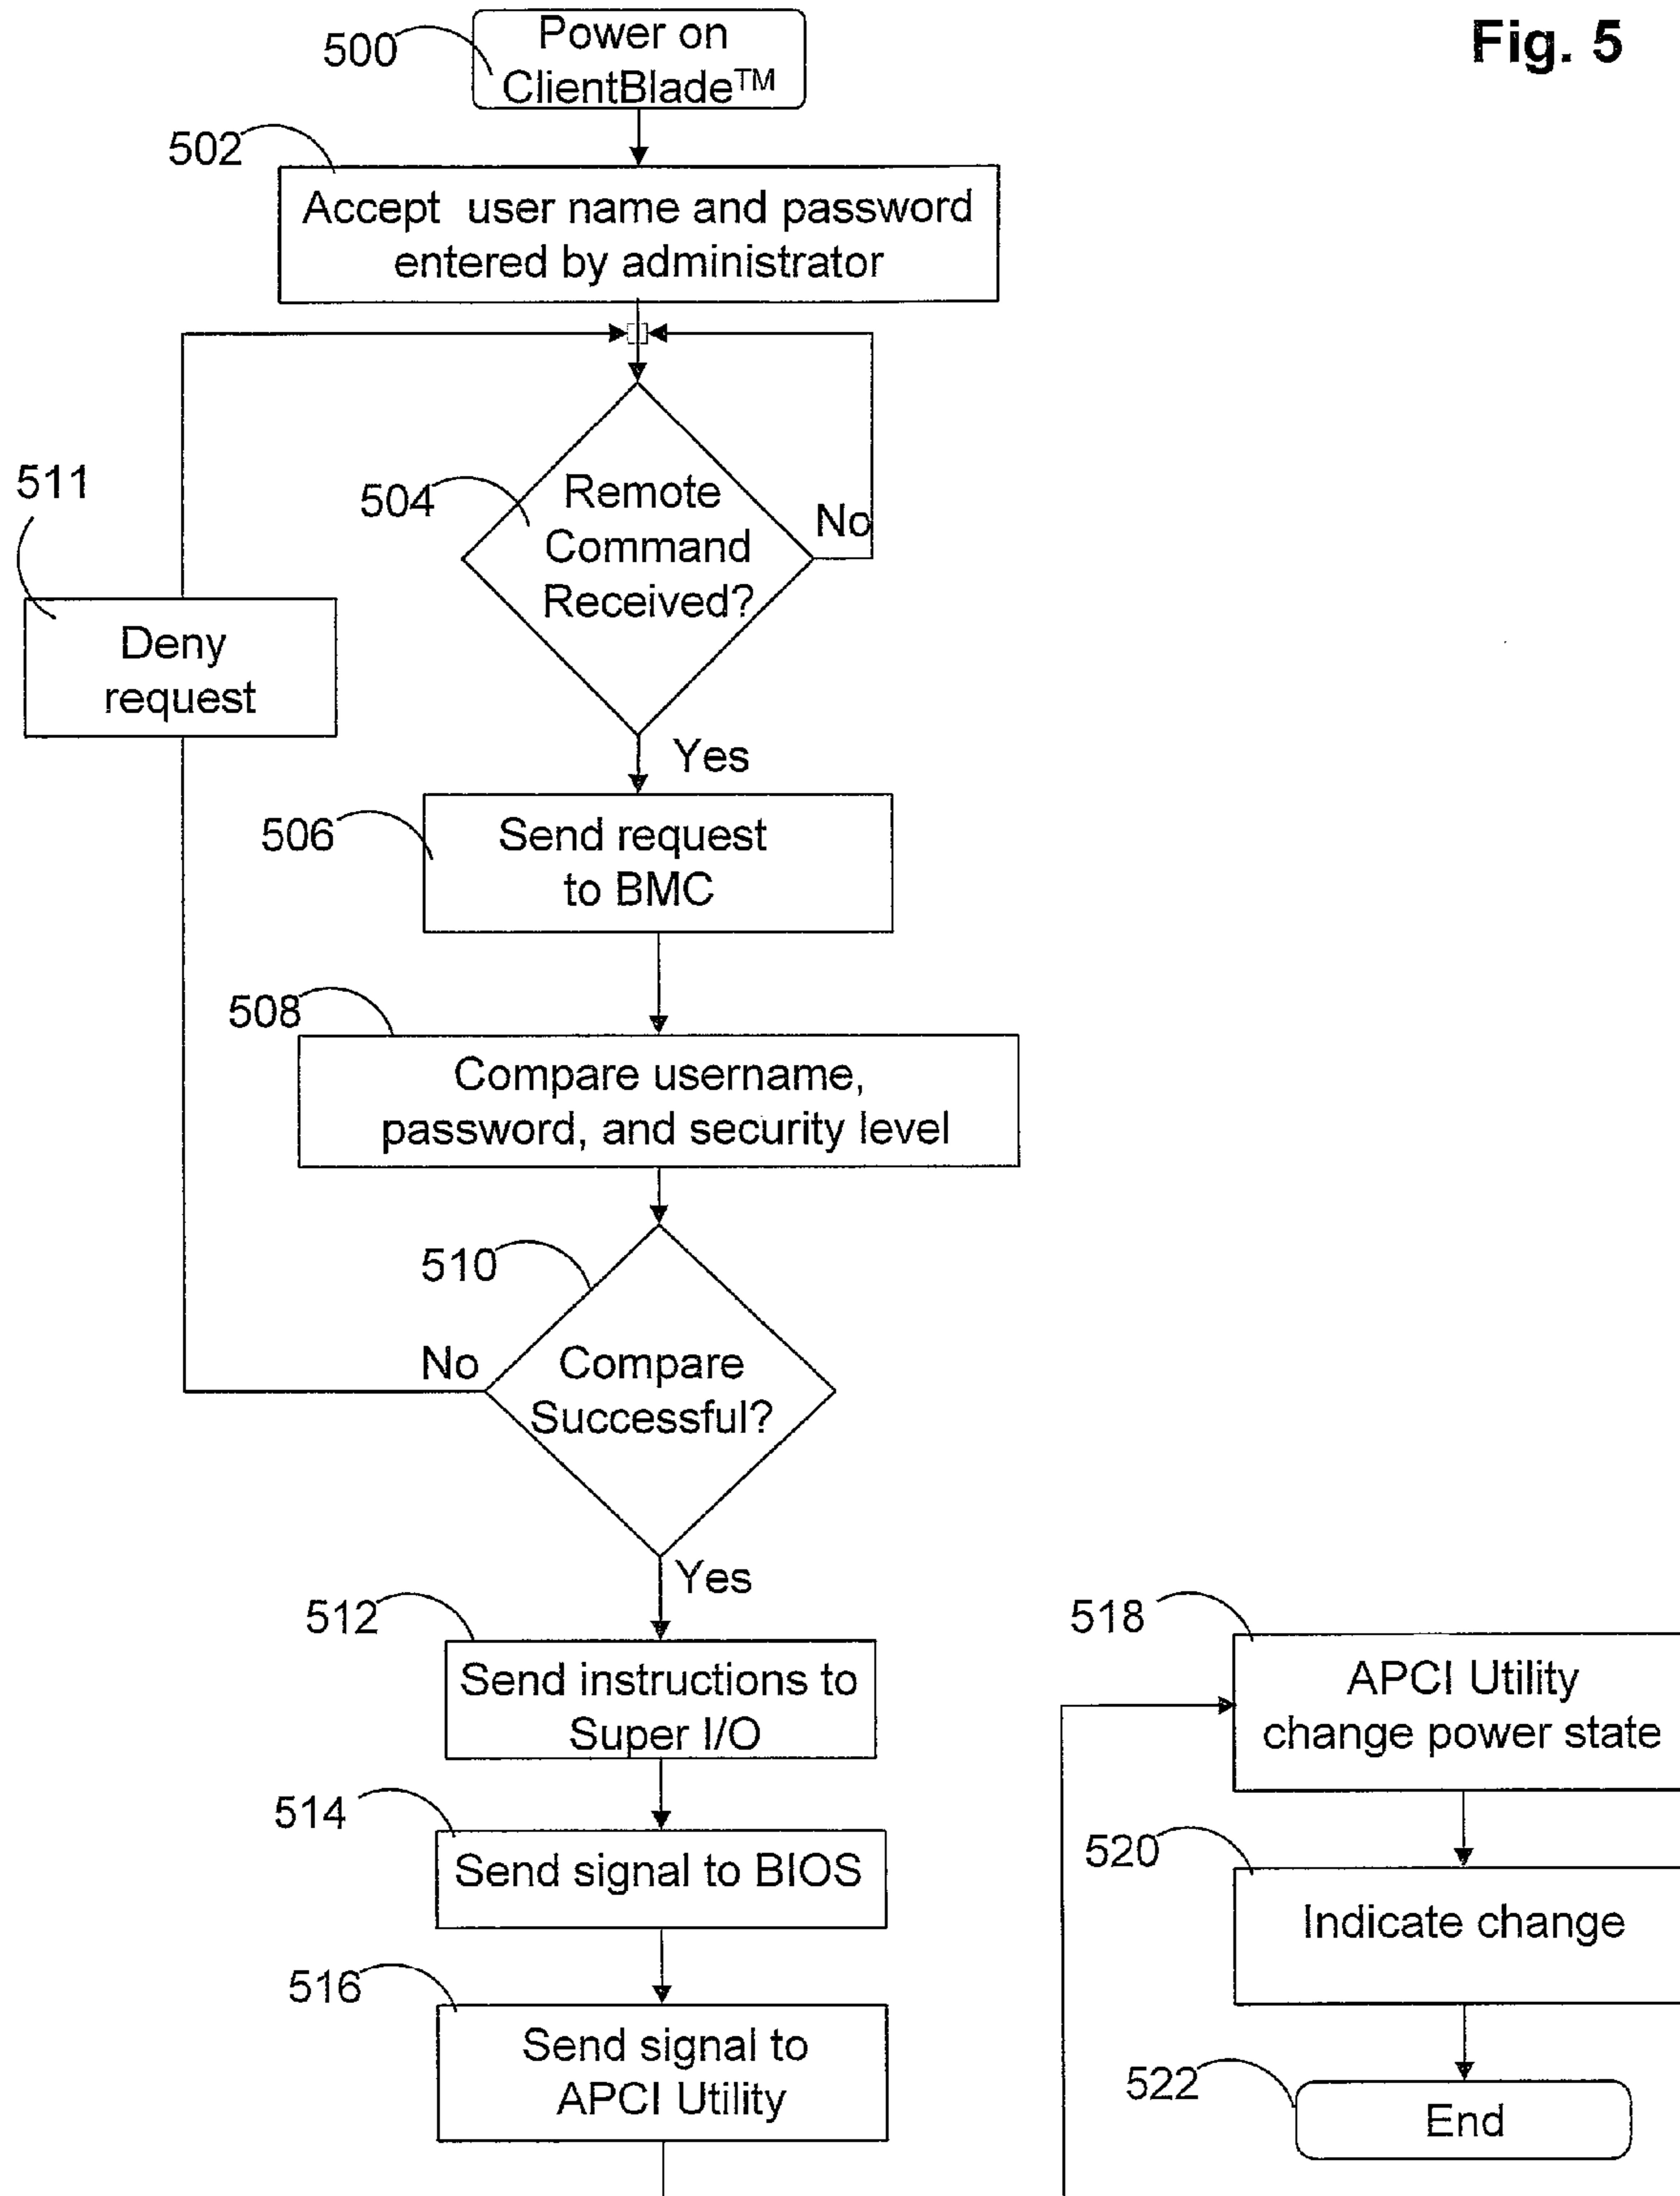 Fig. 5
500
Power on
ClientBlade™
502
Accept user name and password
entered by administrator
511
Deny
request
504
Remote
Command
Received?
No
Yes
506
Send request
to BMC
508
Compare username,
password, and security level
510
Compare
Successful?
No
Yes
512
Send instructions to
Super I/O
514
Send signal to BIOS
516
Send signal to
APCI Utility
518
APCI Utility
change power state
520
Indicate change
522
End